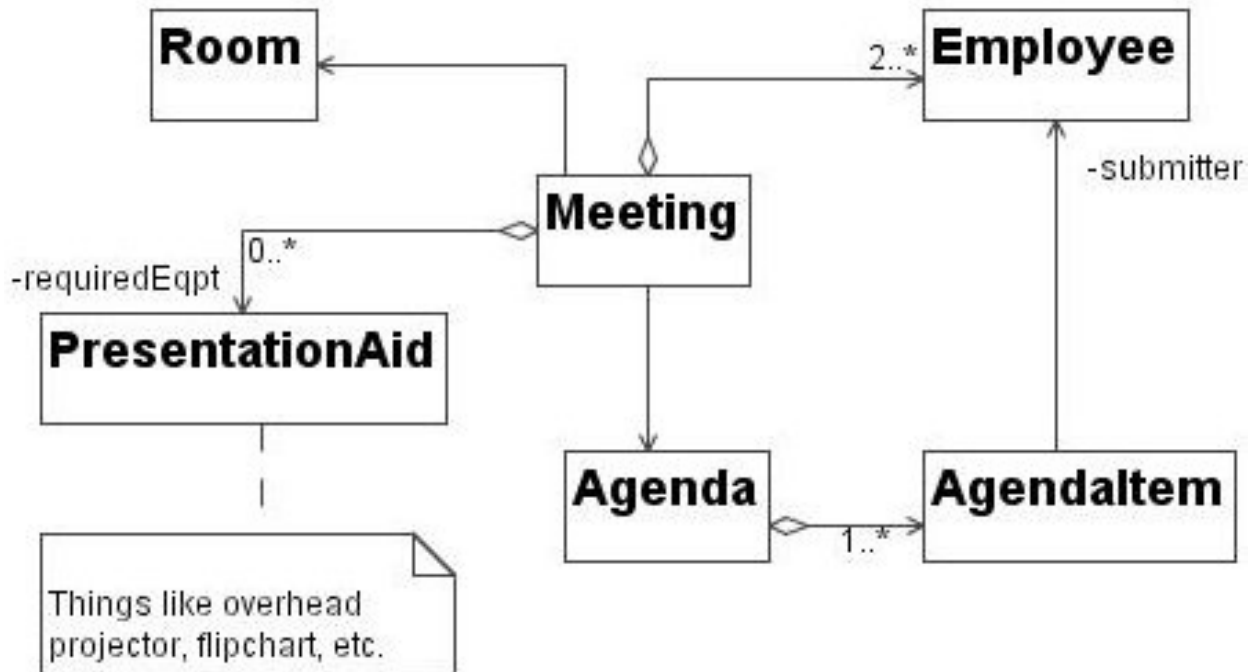 Room
Employee
2..*
-submitter
Meeting
0..*
-requiredEqpt
PresentationAid
Agenda
AgendaItem
1..*
Things like overhead
projector, flipchart, etc.